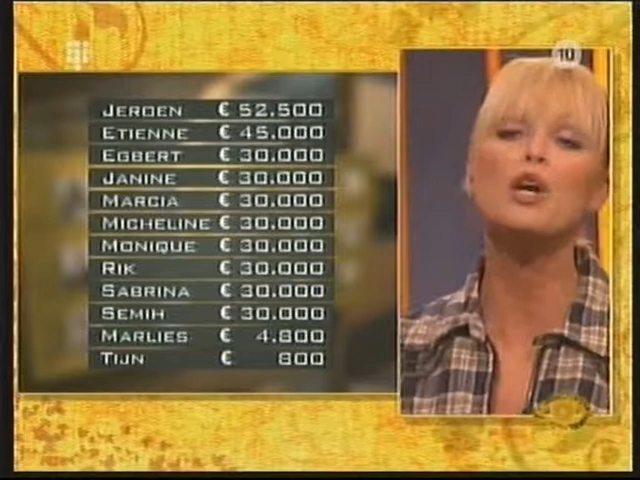 10
JEROEN € 52.500
ETIENNE € 45.000
EGBERT € 30.000
JANINE € 30.000
MARCIA € 30.000
MICHELINE € 30.000
MONIQUE € 30.000
RIK € 30.000
SABRINA € 30.000
SEMIH € 30.000
MARLIES € 4.800
TIJN € 800